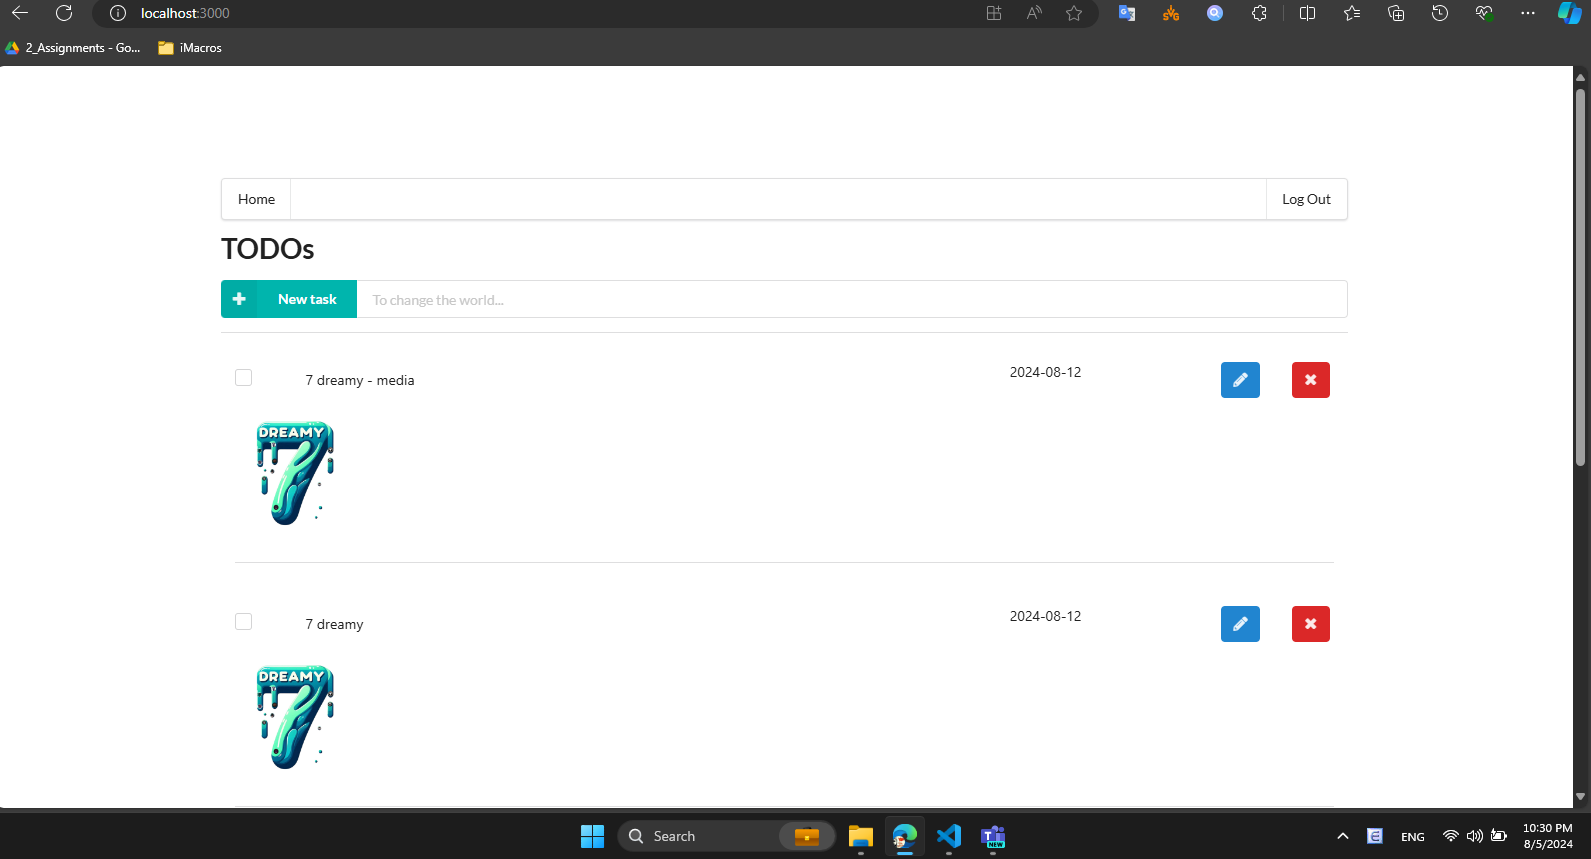 localhost:3000
2_Assignments - Go... iMacros
Home Log Out
TODOs
New task To change the world...
7 dreamy - media 2024-08-12
DREAMY
7
7 dreamy 2024-08-12
DREAMY
7
Search
NEW
ENG
10:30 PM
8/5/2024